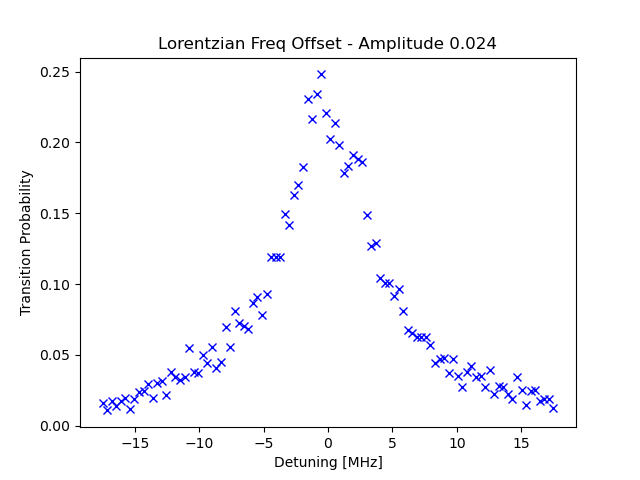 Lorentzian Freq Offset - Amplitude 0.024
0.25
0.20
0.15
0.10
0.05
0.00
Transition Probability
−15 −10 −5 0 5 10 15
Detuning [MHz]